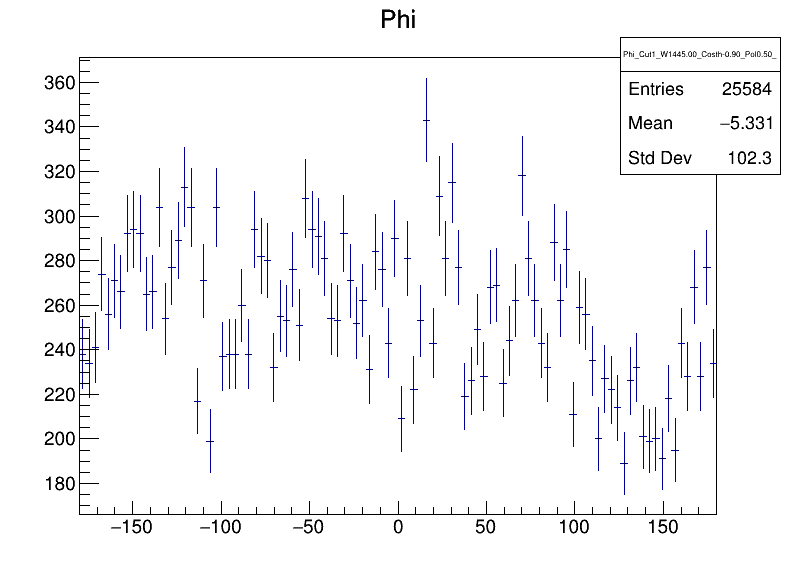 Phi
Phi_Cut1_W1445.00_Costh-0.90_Pol0.50_
Entries 25584
Mean −5.331
Std Dev 102.3
360
340
320
300
280
260
240
220
200
180
−150 −100 −50 0 50 100 150